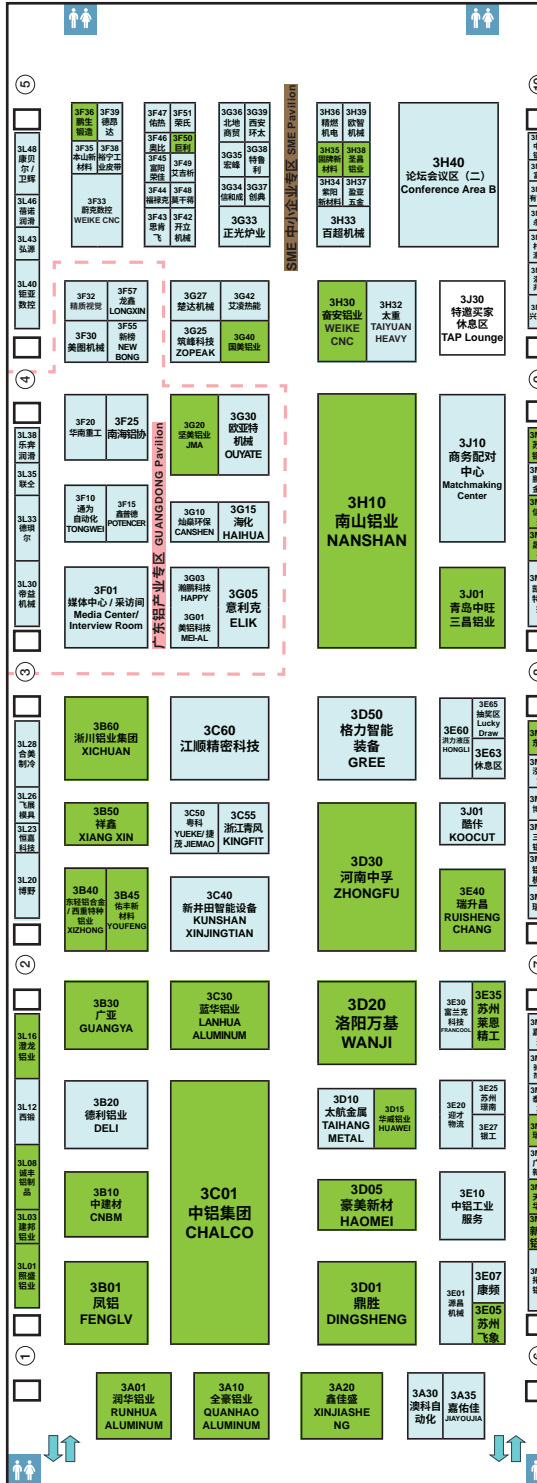 ⑤
3L48
康贝
尔 /
卫辉
3L46
蓓诺
润滑
3L43
弘源
3L40
钜亚
数控
3F36
鹏生
锻造
3F39
德昂
达
3F35
本山新
材料
3F38
裕宁工
业皮带
3F33
蔚克数控
WEIKE CNC
3F47
佑热
3F51
荣氏
3F46
奥比
3F50
巨利
3F45
富阳
荣佳
3F49
艾吉析
3F44
福禄克
3F48
莫干蒋
3F43
思肯
飞
3F42
开立
机械
3G36
北地
商贸
3G39
西安
环太
3G35
宏峰
3G38
特鲁
利
3G34
信和成
3G37
创典
3G33
正光炉业
SME 中小企业专区 SME Pavilion
3H36
精燃
机电
3H39
欧智
机械
3H35
固牌新
材料
3H38
圣昌
铝业
3H34
紫阳
新材料
3H37
盈亚
五金
3H33
百超机械
3H40
论坛会议区（二）
Conference Area B
3F32
精质视觉
3F57
龙鑫
LONGXIN
3F30
美图机械
3F55
新榜
NEW
BONG
3G27
楚达机械
3G42
艾凌热能
3G25
筑峰科技
ZOPEAK
3G40
国美铝业
3H30
奋安铝业
WEIKE
CNC
3H32
太重
TAIYUAN
HEAVY
3J30
特邀买家
休息区
TAP Lounge
④
3L38
乐奔
润滑
3L35
联仝
3L33
德琪
尔
3L30
帝益
机械
3F20
华南重工
3F25
南海铝协
3F10
通为
自动化
TONGWEI
3F15
鑫普德
POTENCER
3F01
媒体中心 / 采访间
Media Center/
Interview Room
广东铝产业专区 GUANGDONG Pavilion
3G20
坚美铝业
JMA
3G30
欧亚特
机械
OUYATE
3G10
灿燊环保
CANSHEN
3G15
海化
HAIHUA
3G03
瀚鹏科技
HAPPY
3G01
美铝科技
MEI-AL
3G05
意利克
ELIK
3H10
南山铝业
NANSHAN
3J10
商务配对
中心
Matchmaking
Center
3J01
青岛中旺
三昌铝业
③
3L28
合美
制冷
3L26
飞展
模具
3L23
恒嘉
科技
3L20
博野
3B60
淅川铝业集团
XICHUAN
3C60
江顺精密科技
3D50
格力智能
装备
GREE
3E60
洪力液压
HONGLI
3E65
抽奖区
Lucky
Draw
3E63
休息区
3B50
祥鑫
XIANG XIN
3C50
粤科
YUEKE/ 捷
茂 JIEMAO
3C55
浙江青风
KINGFIT
3D30
河南中孚
ZHONGFU
3J01
酷佧
KOOCUT
3B40
东轻铝合金
/ 西重特种
铝业
XIZHONG
3B45
佑丰新
材料
YOUFENG
3C40
新井田智能设备
KUNSHAN
XINJINGTIAN
3E40
瑞升昌
RUISHENG
CHANG
②
3L16
澄龙
铝业
3L12
西锻
3L08
诚丰
铝制
品
3L03
建邦
铝业
3L01
照盛
铝业
3B30
广亚
GUANGYA
3C30
蓝华铝业
LANHUA
ALUMINUM
3D20
洛阳万基
WANJI
3E30
富兰克
科技
FRANCOOL
3E35
苏州
莱恩
精工
3B20
德利铝业
DELI
3C01
中铝集团
CHALCO
3D10
太航金属
TAIHANG
METAL
3D15
华威铝业
HUAWEI
3E20
迎才
物流
3E25
苏州
璟南
3E27
银工
3B10
中建材
CNBM
3D05
豪美新材
HAOMEI
3E10
中铝工业
服务
3B01
凤铝
FENGLV
3D01
鼎胜
DINGSHENG
3E01
源昌
机械
3E07
康频
3E05
苏州
飞象
①
3A01
润华铝业
RUNHUA
ALUMINUM
3A10
全豪铝业
QUANHAO
ALUMINUM
3A20
鑫佳盛
XINJIASHE
NG
3A30
澳科自
动化
3A35
嘉佑佳
JIAYOUJIA